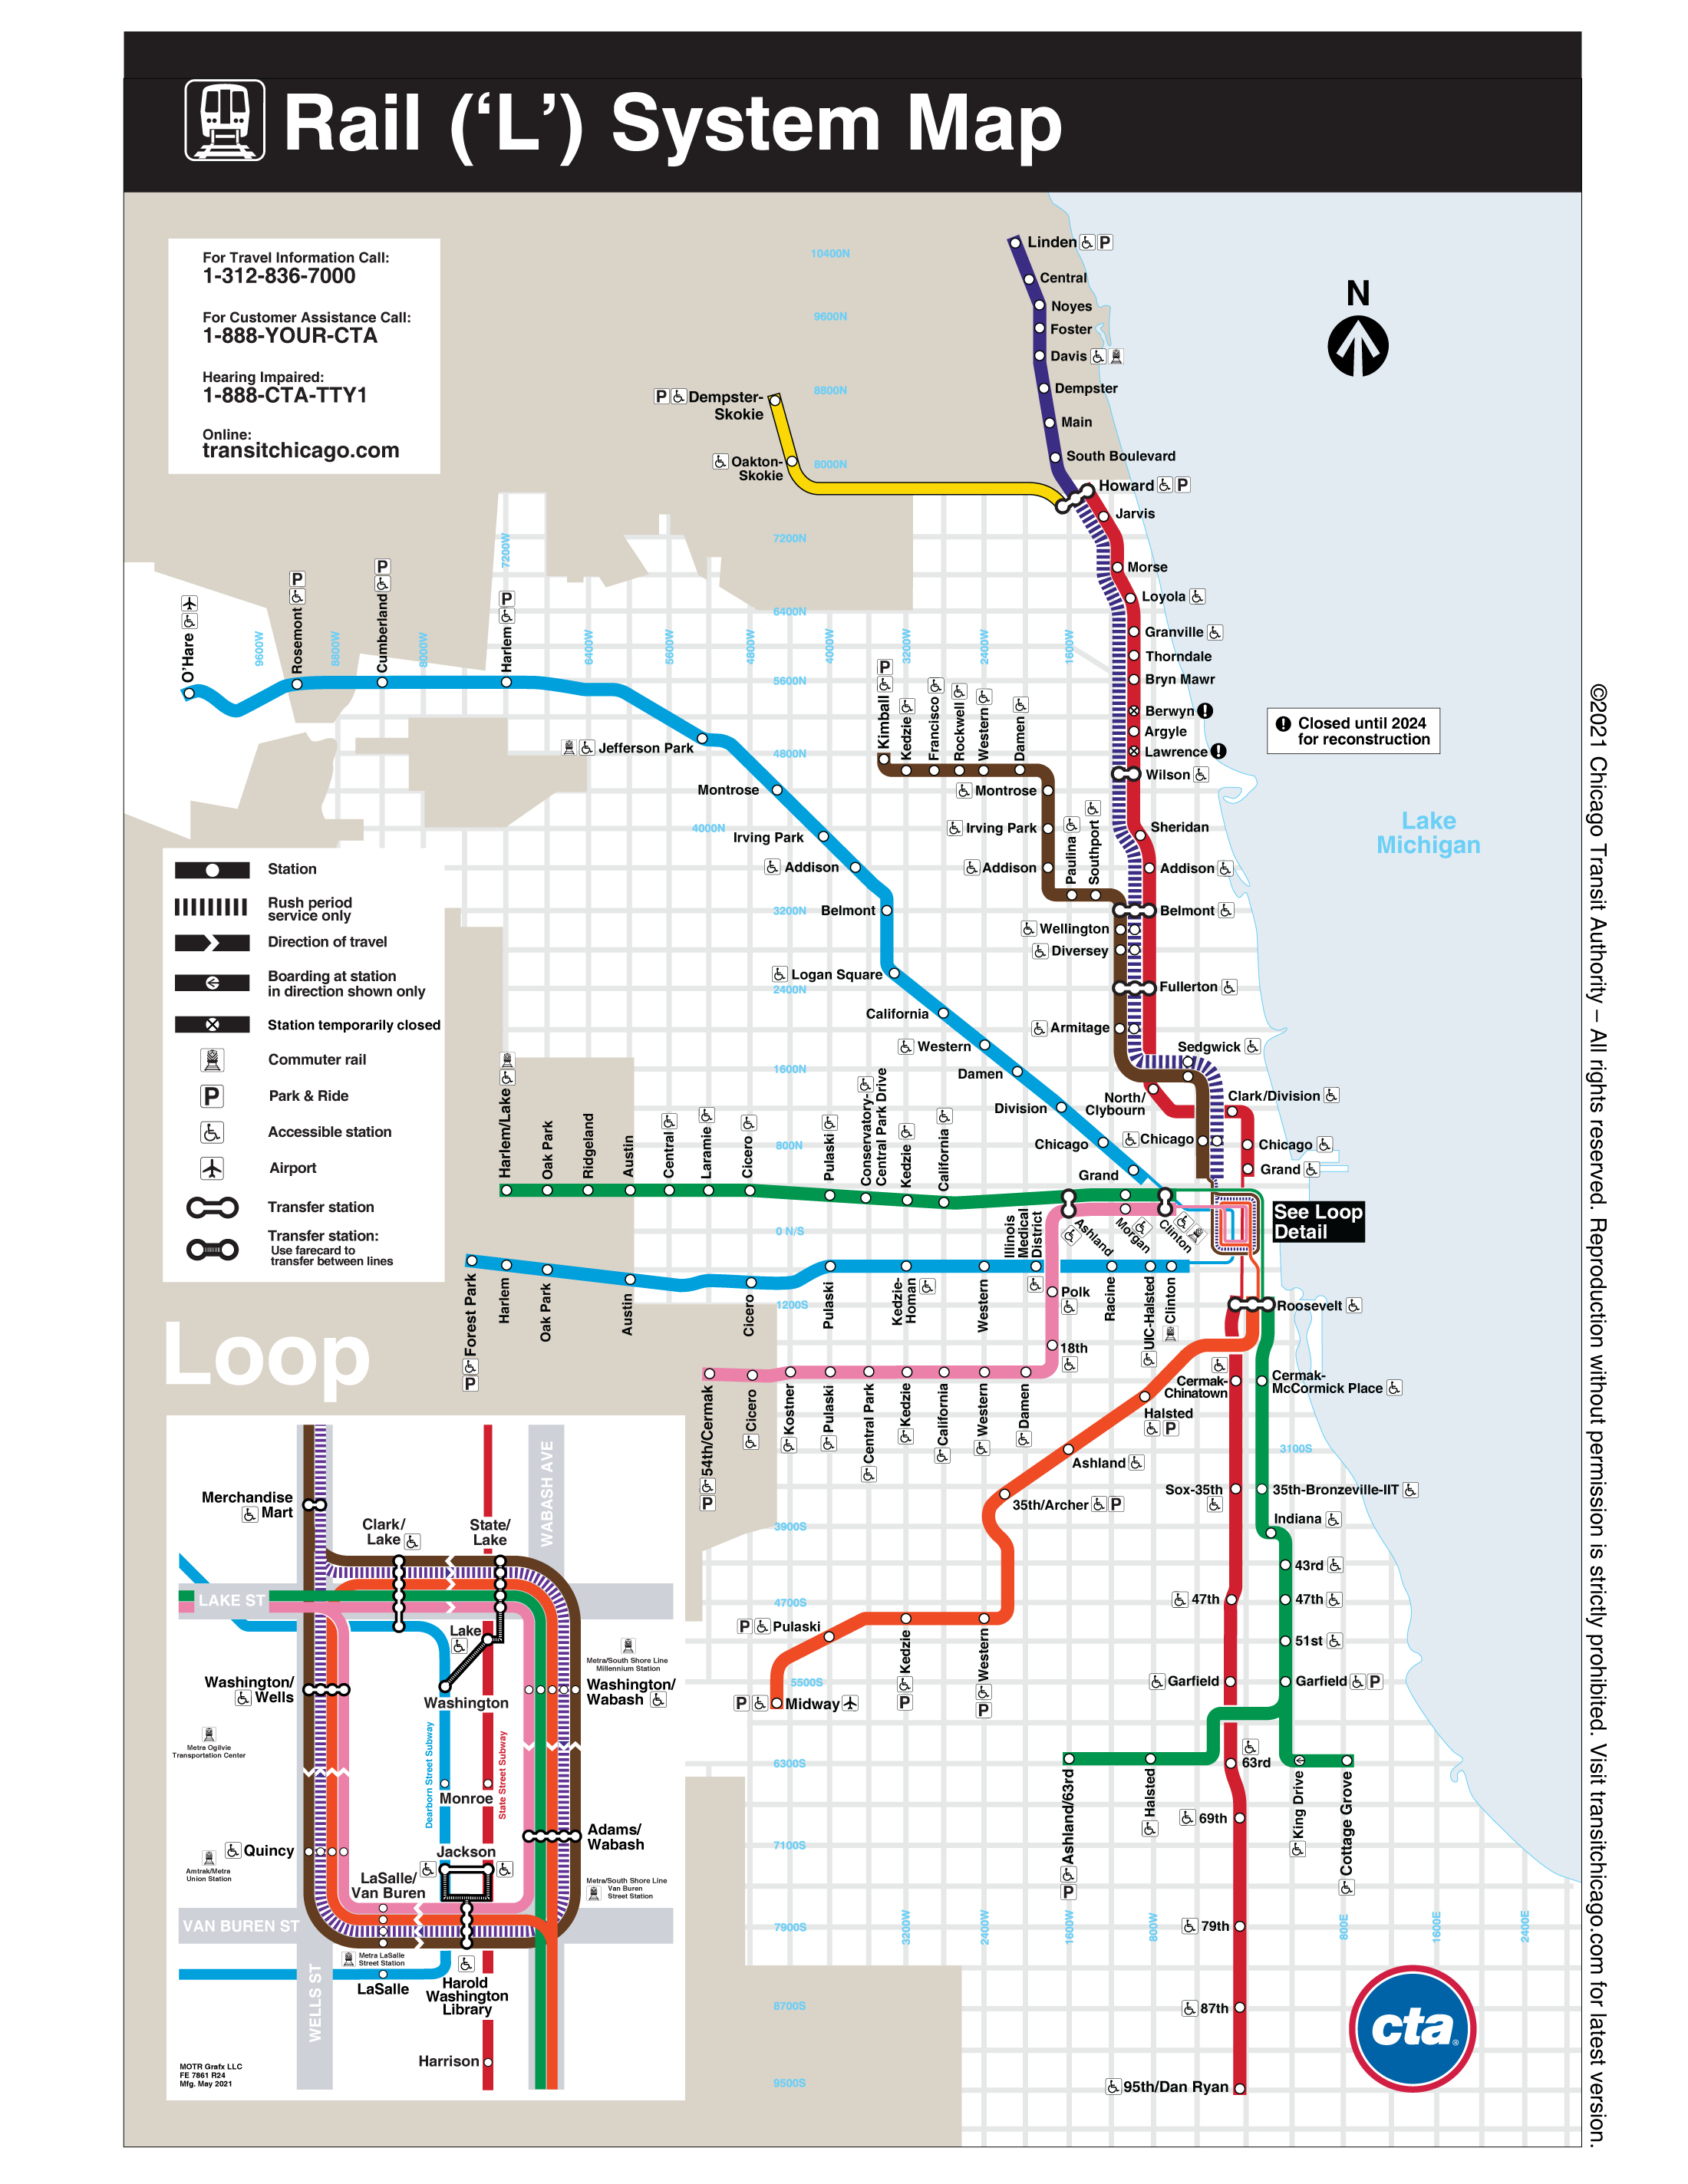 Rail (‘L’) System Map
For Travel Information Call:
1-312-836-7000
For Customer Assistance Call:
1-888-YOUR-CTA
Hearing Impaired:
1-888-CTA-TTY1
Online:
transitchicago.com
10400N
9600N
8800N
8000N
7200N
6400N
5600N
4800N
4000N
3200N
2400N
1600N
800N
0 N/S
1200S
3100S
3900S
4700S
5500S
6300S
7100S
7900S
8700S
9500S
9600W
8800W
8000W
7200W
6400W
5600W
4800W
4000W
3200W
2400W
1600W
3200W
2400W
1600W
800W
800E
1600E
2400E
N
Lake
Michigan
! Closed until 2024
for reconstruction
Linden P
Central
Noyes
Foster
Davis
Dempster
Main
South Boulevard
Howard P
P Dempster-
Skokie
Oakton-
Skokie
Jarvis
Morse
Loyola
Granville
Thorndale
Bryn Mawr
Berwyn !
Argyle
Lawrence !
Wilson
Sheridan
Addison
Belmont
Fullerton
North/
Clybourn
Clark/Division
Chicago
Grand
P Kimball
Kedzie
Francisco
Rockwell
Western
Damen
Montrose
Irving Park
Addison
Paulina
Southport
Wellington
Diversey
Armitage
Sedgwick
Chicago
O’Hare
P Rosemont
P Cumberland
P Harlem
Jefferson Park
Montrose
Irving Park
Addison
Belmont
Logan Square
California
Western
Damen
Division
Chicago
Grand
Harlem/Lake
Oak Park
Ridgeland
Austin
Central
Laramie
Cicero
Pulaski
Conservatory-
Central Park Drive
Kedzie
California
Ashland
Morgan
Clinton
See Loop
Detail
P Forest Park
Harlem
Oak Park
Austin
Cicero
Pulaski
Kedzie-
Homan
Western
Illinois
Medical
District
Racine
UIC-Halsted
Clinton
Polk
18th
P 54th/Cermak
Cicero
Kostner
Pulaski
Central Park
Kedzie
California
Western
Damen
Roosevelt
Cermak-
Chinatown
Cermak-
McCormick Place
Halsted
P
Ashland
35th/Archer P
P Pulaski
Kedzie
P
Western
P
P Midway
Sox-35th
35th-Bronzeville-IIT
Indiana
43rd
47th
47th
51st
Garfield
Garfield P
63rd
Ashland/63rd
P
Halsted
King Drive
Cottage Grove
69th
79th
87th
95th/Dan Ryan
Station
Rush period
service only
Direction of travel
Boarding at station
in direction shown only
Station temporarily closed
Commuter rail
P Park & Ride
Accessible station
Airport
Transfer station
Transfer station:
Use farecard to
transfer between lines
Loop
WABASH AVE
LAKE ST
VAN BUREN ST
WELLS ST
Merchandise
Mart
Clark/
Lake
State/
Lake
Lake
Washington/
Wells
Washington
Metra/South Shore Line
Millennium Station
Washington/
Wabash
Metra Ogilvie
Transportation Center
Dearborn Street Subway
State Street Subway
Monroe
Adams/
Wabash
Quincy
Jackson
Amtrak/Metra
Union Station
LaSalle/
Van Buren
Metra/South Shore Line
Van Buren
Street Station
Metra LaSalle
Street Station
LaSalle
Harold
Washington
Library
Harrison
MOTR Grafx LLC
FE 7861 R24
Mfg. May 2021
cta®
©2021 Chicago Transit Authority – All rights reserved. Reproduction without permission is strictly prohibited. Visit transitchicago.com for latest version.